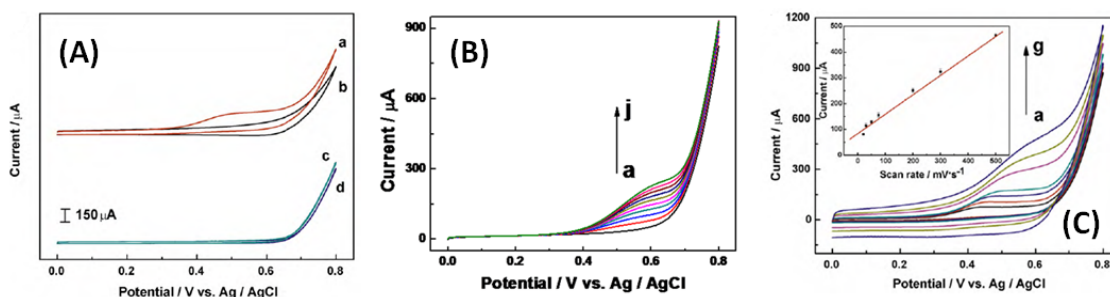 (A)
a
b
c
d
150 μA
Current / μA
0.0 0.2 0.4 0.6 0.8
Potential / V vs. Ag / AgCl
(B)
900
600
300
0
j
a
Current / μA
0.0 0.2 0.4 0.6 0.8
Potential / V vs. Ag / AgCl
1200
900
600
300
0
g
a
Current / μA
500
400
300
200
100
Current / μA
0 100 200 300 400 500
Scan rate / mV·s⁻¹
(C)
0.0 0.2 0.4 0.6 0.8
Potential / V vs. Ag / AgCl